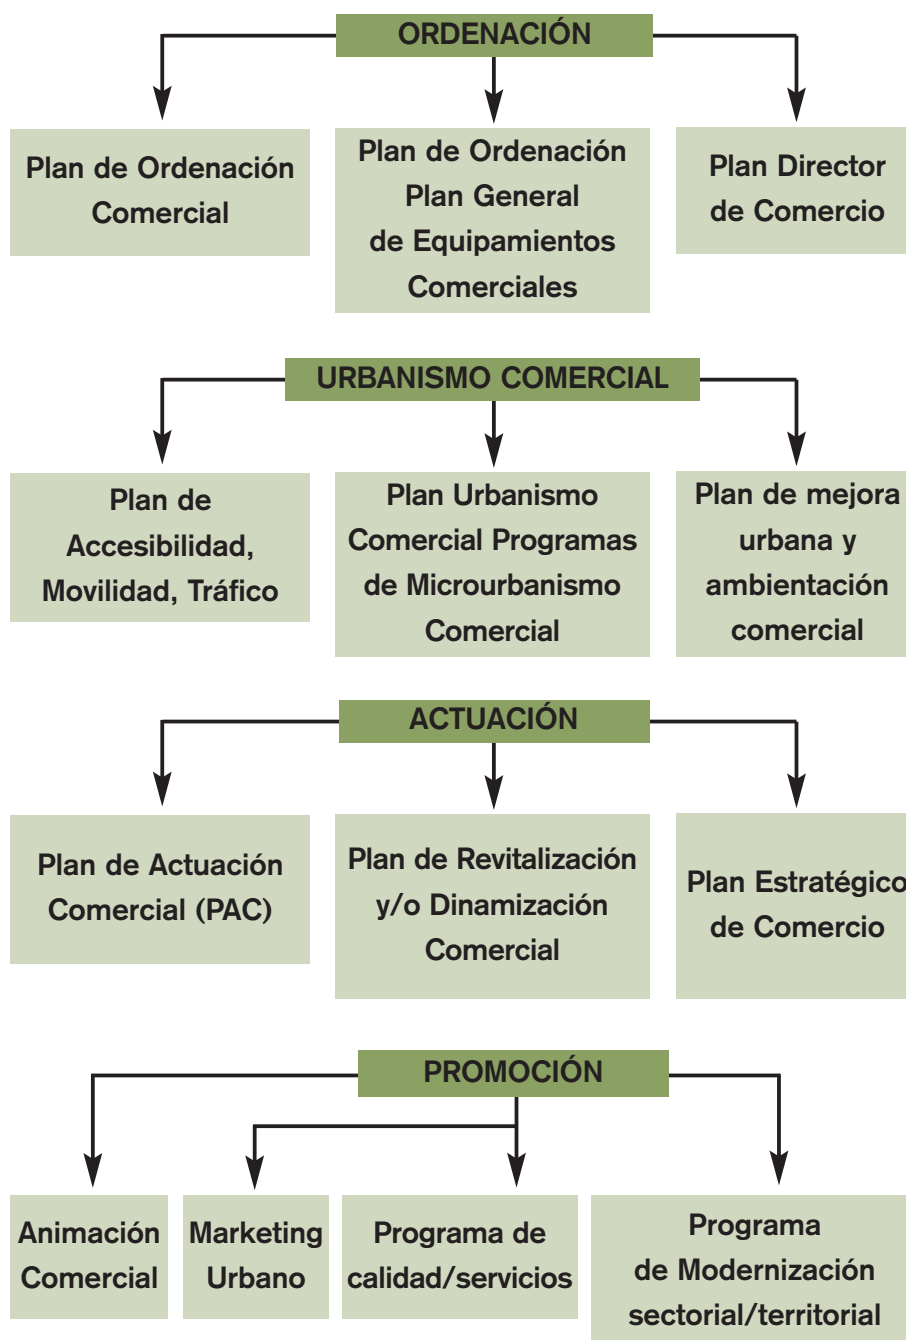 ORDENACIÓN
Plan de Ordenación
Comercial
Plan de Ordenación
Plan General
de Equipamientos
Comerciales
Plan Director
de Comercio
URBANISMO COMERCIAL
Plan de
Accesibilidad,
Movilidad, Tráfico
Plan Urbanismo
Comercial Programas
de Microurbanismo
Comercial
Plan de mejora
urbana y
ambientación
comercial
ACTUACIÓN
Plan de Actuación
Comercial (PAC)
Plan de Revitalización
y/o Dinamización
Comercial
Plan Estratégico
de Comercio
PROMOCIÓN
Animación
Comercial
Marketing
Urbano
Programa de
calidad/servicios
Programa
de Modernización
sectorial/territorial